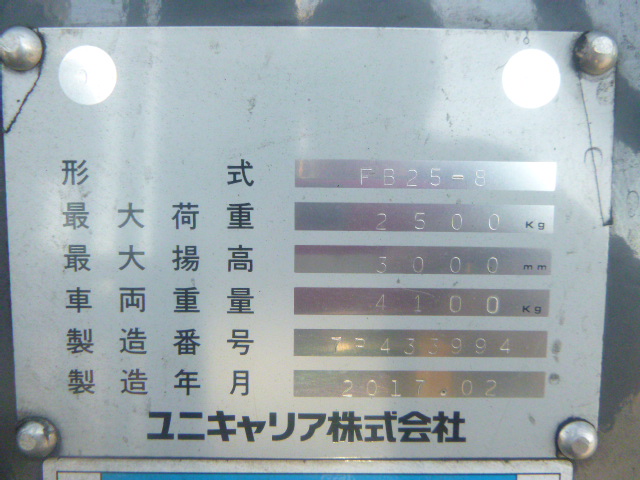 形式 FB25-8
最大荷重 2500 Kg
最大揚高 3000 mm
車両重量 4100 Kg
製造番号 7F433994
製造年月 2017.02
ユニキャリア株式会社